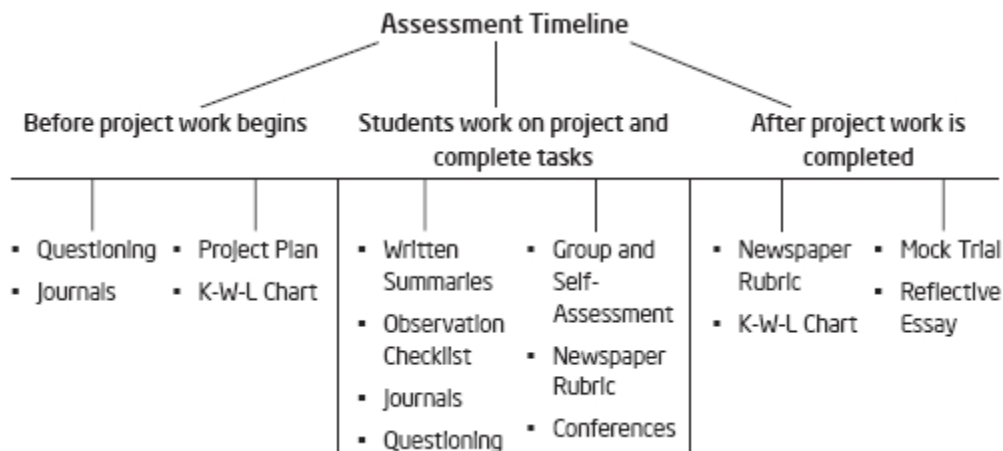 Assessment Timeline
Before project work begins
Students work on project and
complete tasks
After project work is
completed
▪ Questioning
▪ Journals
▪ Project Plan
▪ K-W-L Chart
▪ Written
Summaries
▪ Observation
Checklist
▪ Journals
▪ Questioning
▪ Group and
Self-
Assessment
▪ Newspaper
Rubric
▪ Conferences
▪ Newspaper
Rubric
▪ K-W-L Chart
▪ Mock Trial
▪ Reflective
Essay